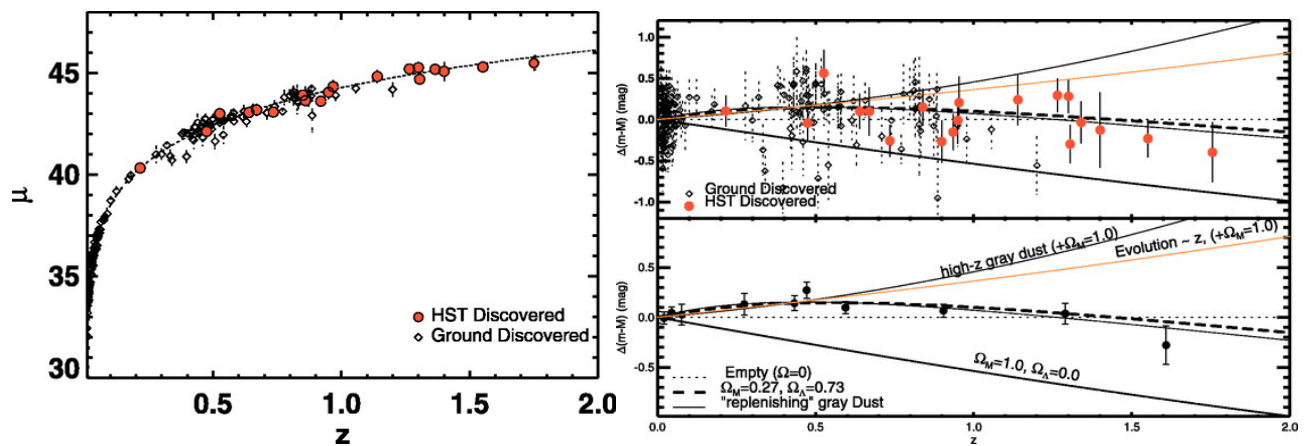 μ
45
40
35
30
HST Discovered
Ground Discovered
0.5
1.0
1.5
2.0
z
Δ(m-M) (mag)
1.0
0.5
0.0
-0.5
-1.0
Ground Discovered
HST Discovered
Δ(m-M) (mag)
0.5
0.0
-0.5
high-z gray dust (+Ω_M=1.0)
Evolution ~ z, (+Ω_M=1.0)
Ω_M=1.0, Ω_Λ=0.0
Empty (Ω=0)
Ω_M=0.27, Ω_Λ=0.73
"replenishing" gray Dust
0.0
0.5
1.0
1.5
2.0
z